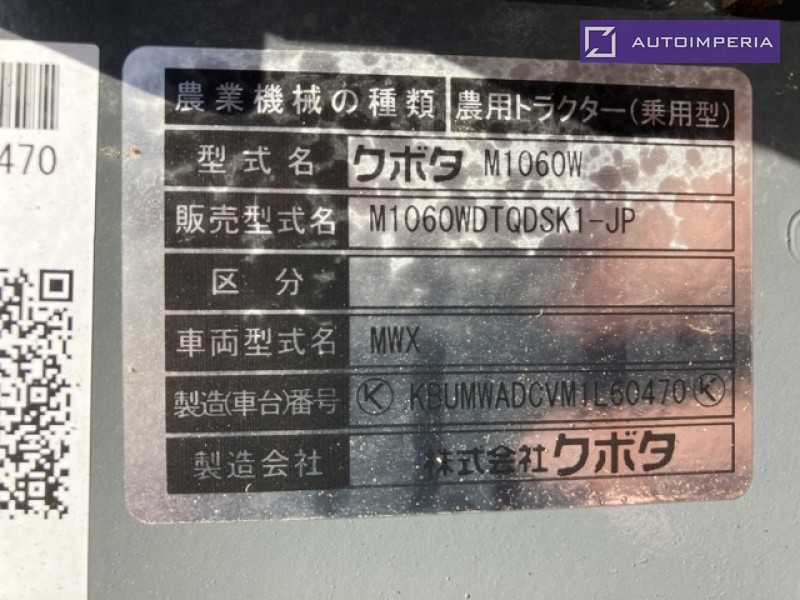 AUTOIMPERIA
470
農業機械の種類 農用トラクター(乗用型)
型式名 クボタ M1060W
販売型式名 M1060WDTQDSK1-JP
区分
車両型式名 MWX
製造(車台)番号 K KBUMWADCVM1L60470 K
製造会社 株式会社クボタ